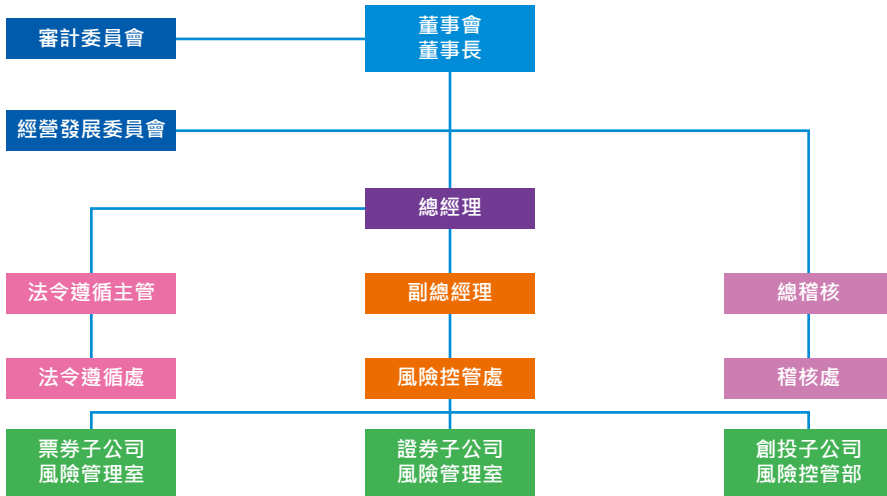 審計委員會
董事會
董事長
經營發展委員會
總經理
法令遵循主管
副總經理
總稽核
法令遵循處
風險控管處
稽核處
票券子公司
風險管理室
證券子公司
風險管理室
創投子公司
風險控管部